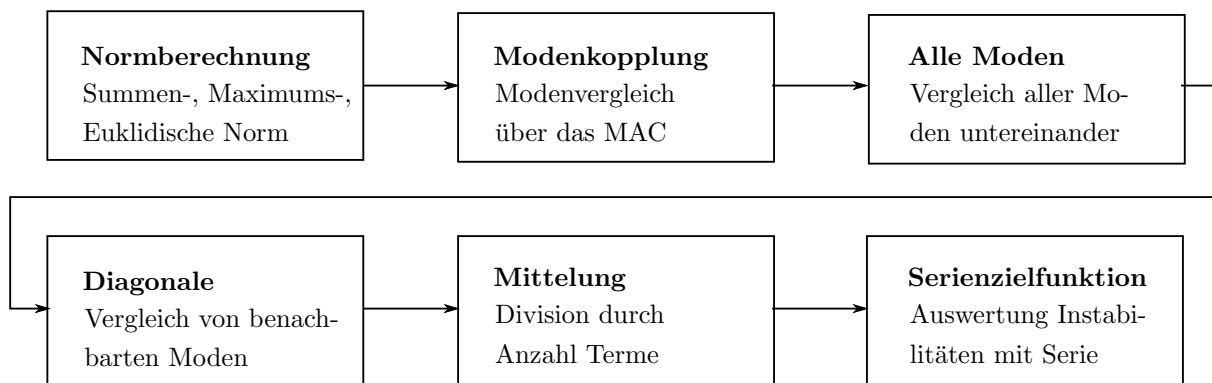 Normberechnung
Summen-, Maximums-,
Euklidische Norm
Modenkopplung
Modenvergleich
über das MAC
Alle Moden
Vergleich aller Mo-
den untereinander
Diagonale
Vergleich von benach-
barten Moden
Mittelung
Division durch
Anzahl Terme
Serienzielfunktion
Auswertung Instabi-
litäten mit Serie